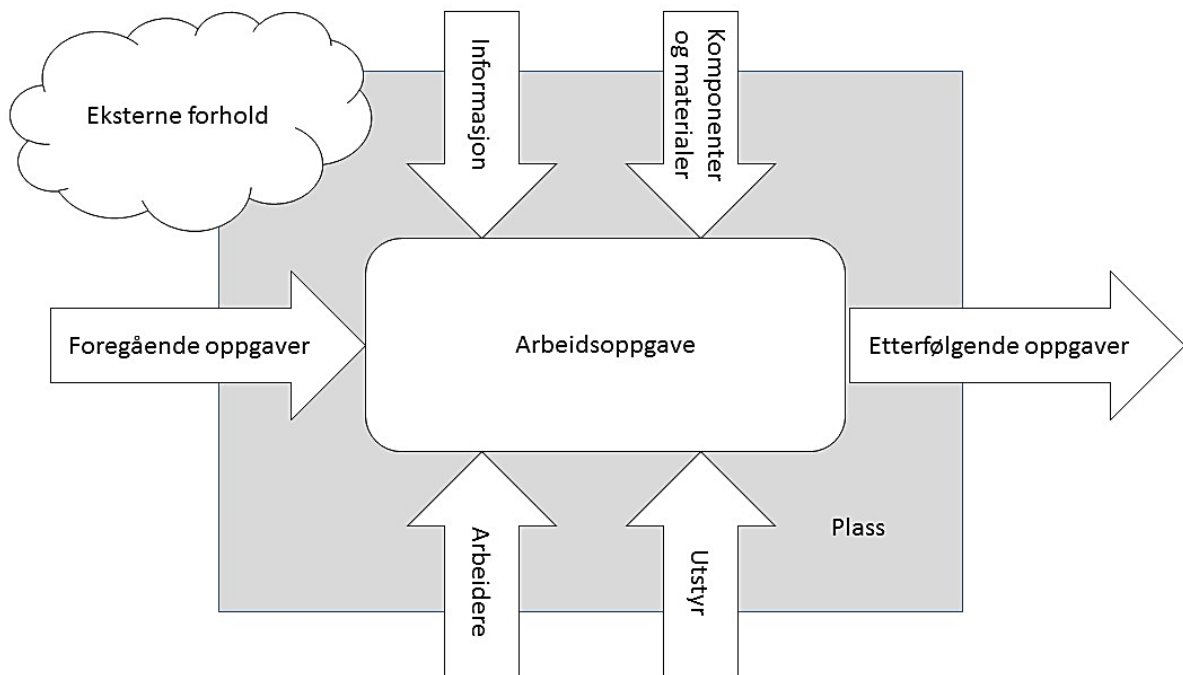 Eksterne forhold
Informasjon
Komponenter
og materialer
Foregående oppgaver
Arbeidsoppgave
Etterfølgende oppgaver
Arbeidere
Utstyr
Plass